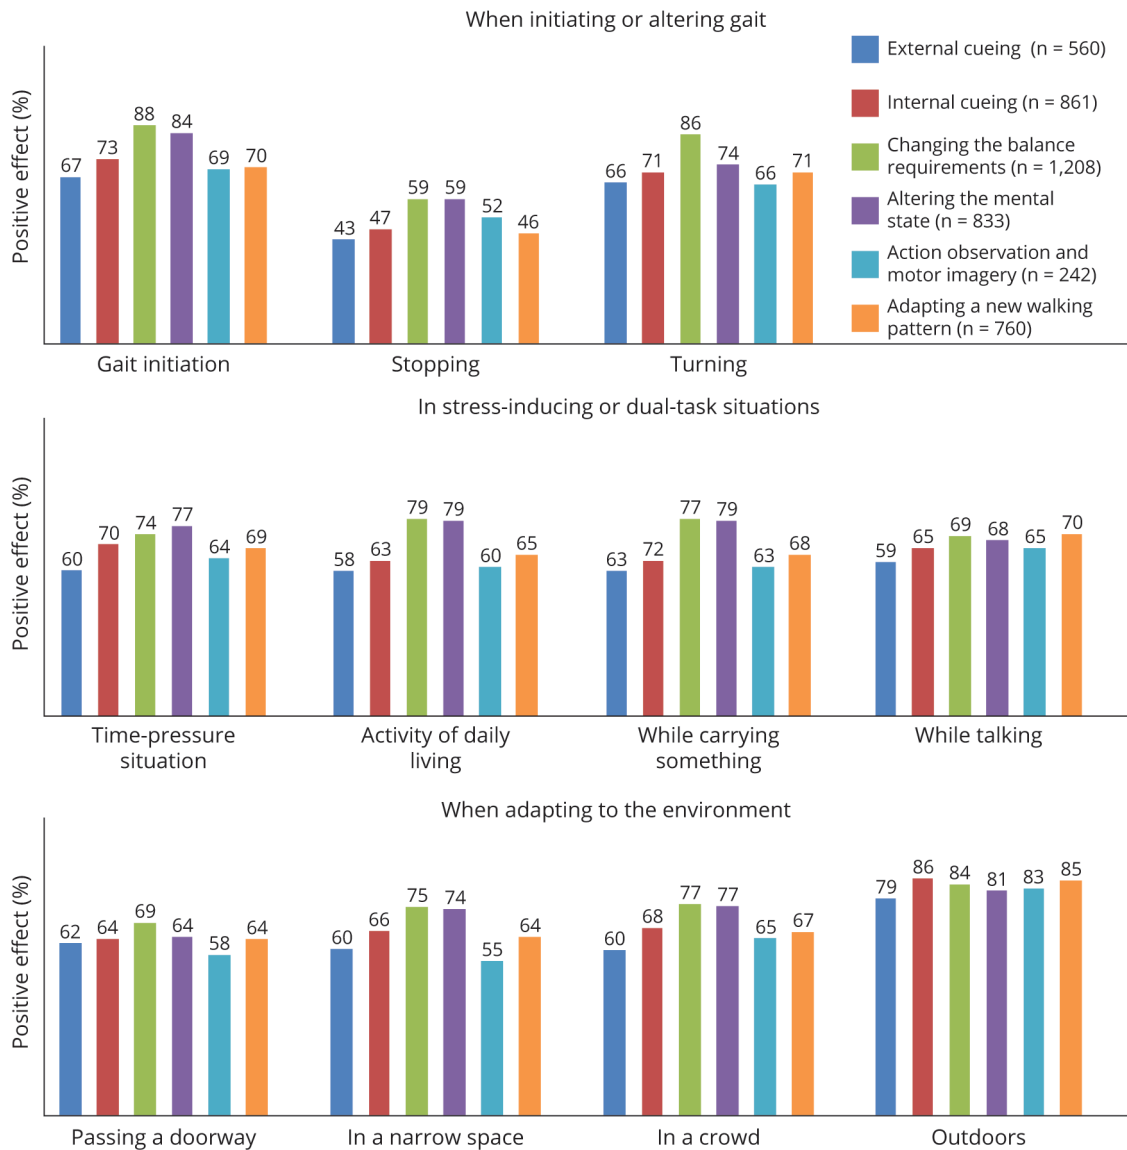 When initiating or altering gait
Positive effect (%)
External cueing (n = 560)
Internal cueing (n = 861)
Changing the balance
requirements (n = 1,208)
Altering the mental
state (n = 833)
Action observation and
motor imagery (n = 242)
Adapting a new walking
pattern (n = 760)
67 73 88 84 69 70
43 47 59 59 52 46
66 71 86 74 66 71
Gait initiation
Stopping
Turning
In stress-inducing or dual-task situations
Positive effect (%)
60 70 74 77 64 69
58 63 79 79 60 65
63 72 77 79 63 68
59 65 69 68 65 70
Time-pressure
situation
Activity of daily
living
While carrying
something
While talking
When adapting to the environment
Positive effect (%)
62 64 69 64 58 64
60 66 75 74 55 64
60 68 77 77 65 67
79 86 84 81 83 85
Passing a doorway
In a narrow space
In a crowd
Outdoors